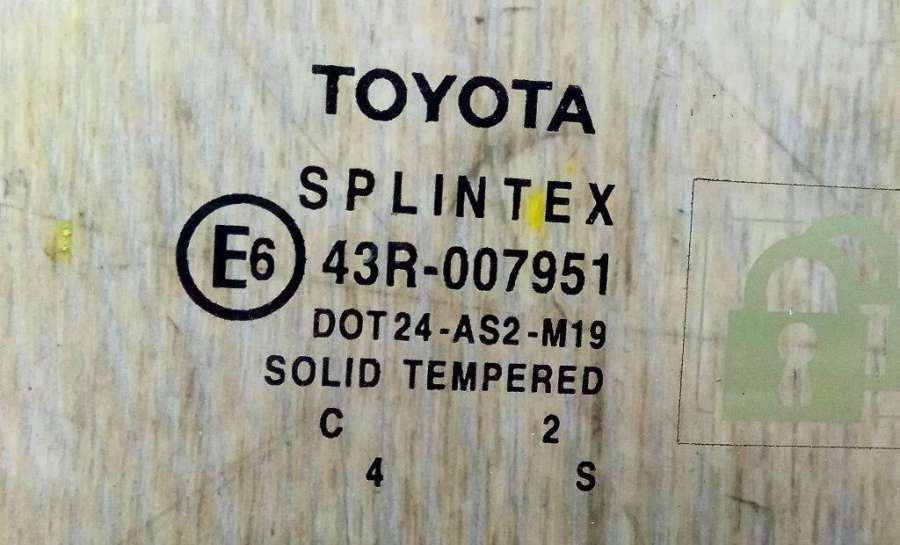 TOYOTA
SPLINTEX
E6 43R-007951
DOT24-AS2-M19
SOLID TEMPERED
C 2
4 S